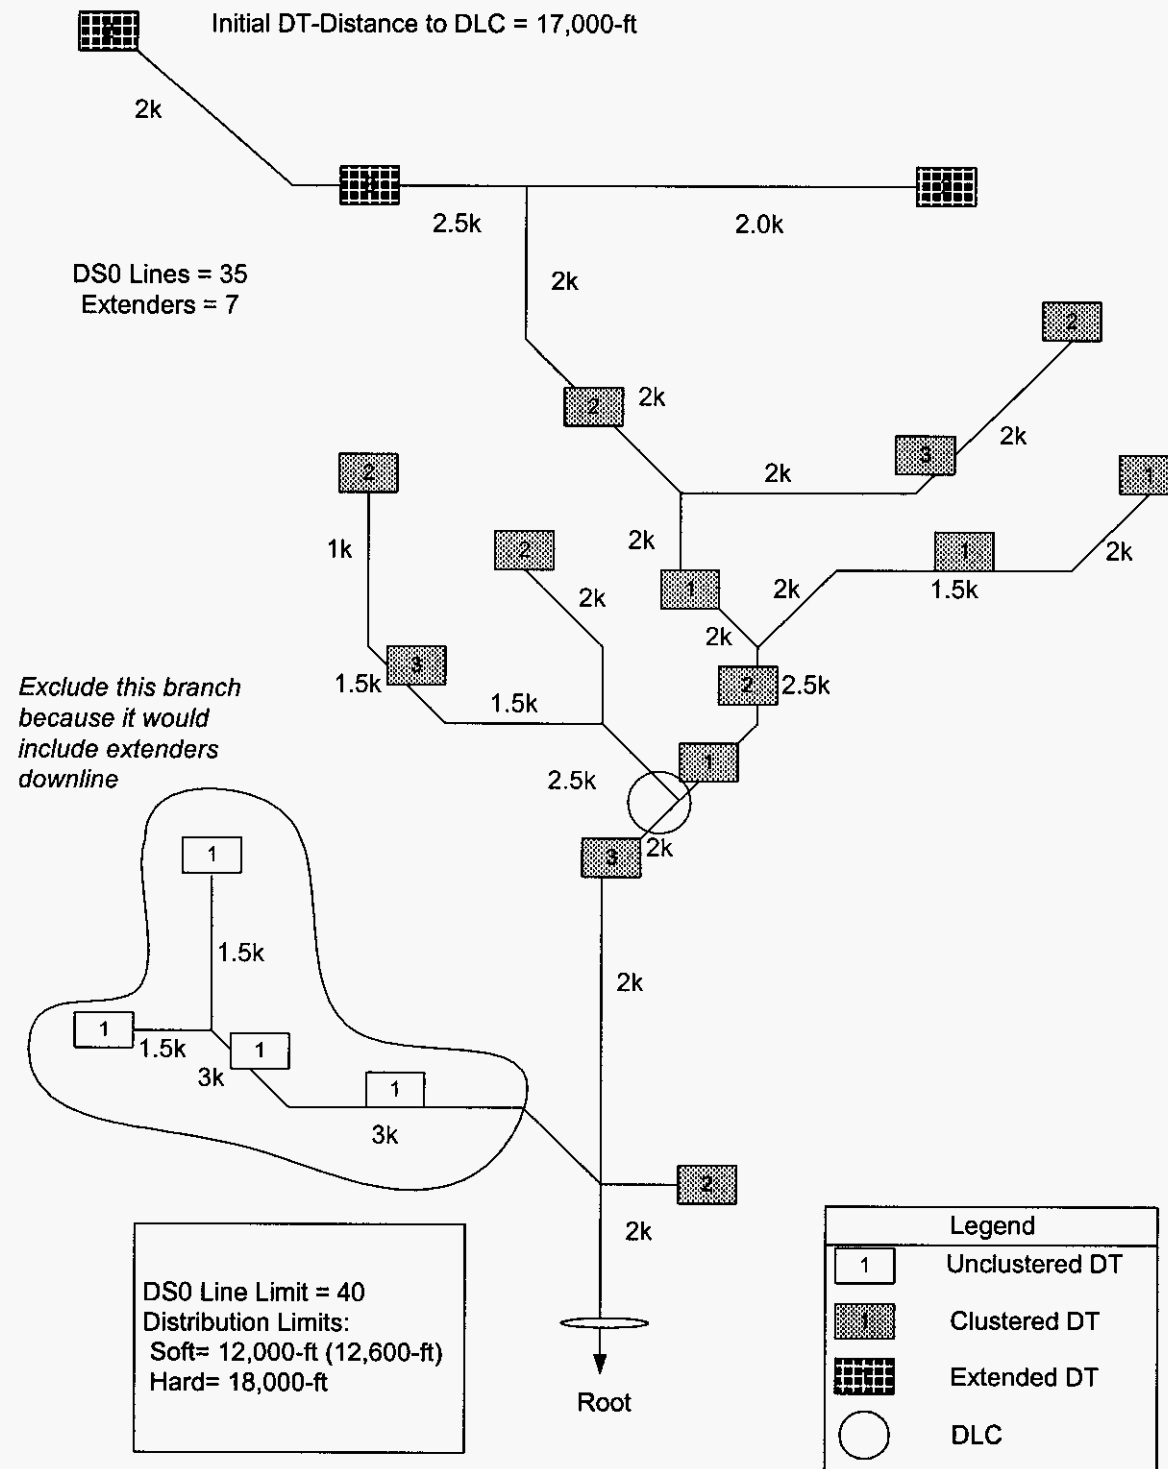 Initial DT-Distance to DLC = 17,000-ft
2k
2.5k
2.0k
DS0 Lines = 35
Extenders = 7
2k
2
2
2k
3
2k
2k
2
1
1k
2
2k
1
2k
1
2k
1.5k
2k
2k
3
1.5k
2
2.5k
1.5k
Exclude this branch
because it would
include extenders
downline
1
2.5k
3
2k
1
1.5k
2k
1
1.5k
1
3k
1
3k
2
2k
DS0 Line Limit = 40
Distribution Limits:
Soft= 12,000-ft (12,600-ft)
Hard= 18,000-ft
Root
Legend
1
Unclustered DT
1
Clustered DT
Extended DT
DLC